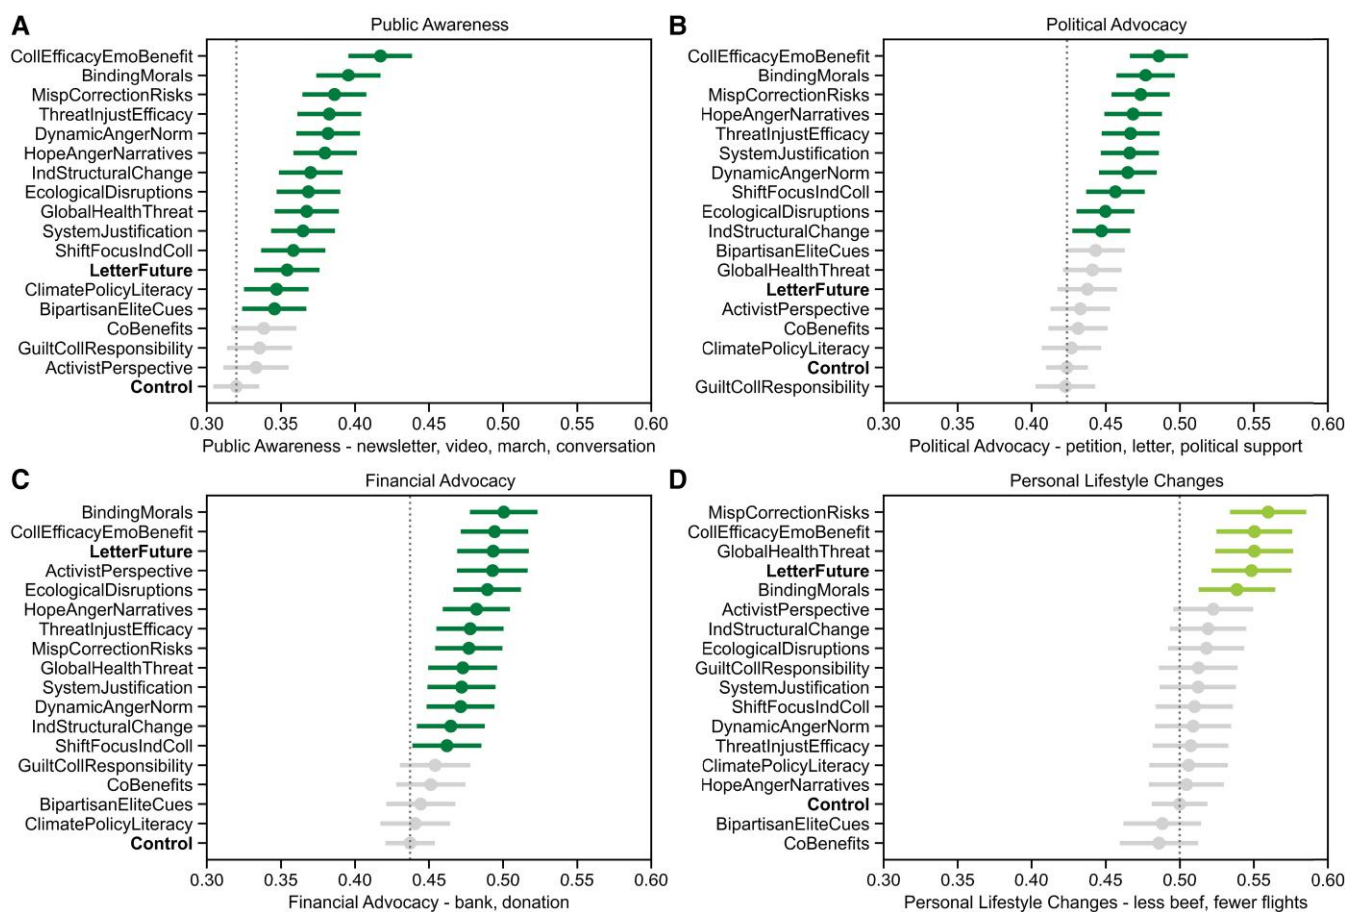 A
Public Awareness
CollEfficacyEmoBenefit
BindingMorals
MispCorrectionRisks
ThreatInjustEfficacy
DynamicAngerNorm
HopeAngerNarratives
IndStructuralChange
EcologicalDisruptions
GlobalHealthThreat
SystemJustification
ShiftFocusIndColl
LetterFuture
ClimatePolicyLiteracy
BipartisanEliteCues
CoBenefits
GuiltCollResponsibility
ActivistPerspective
Control
0.30 0.35 0.40 0.45 0.50 0.55 0.60
Public Awareness - newsletter, video, march, conversation
B
Political Advocacy
CollEfficacyEmoBenefit
BindingMorals
MispCorrectionRisks
HopeAngerNarratives
ThreatInjustEfficacy
SystemJustification
DynamicAngerNorm
ShiftFocusIndColl
EcologicalDisruptions
IndStructuralChange
BipartisanEliteCues
GlobalHealthThreat
LetterFuture
ActivistPerspective
CoBenefits
ClimatePolicyLiteracy
Control
GuiltCollResponsibility
0.30 0.35 0.40 0.45 0.50 0.55 0.60
Political Advocacy - petition, letter, political support
C
Financial Advocacy
BindingMorals
CollEfficacyEmoBenefit
LetterFuture
ActivistPerspective
EcologicalDisruptions
HopeAngerNarratives
ThreatInjustEfficacy
MispCorrectionRisks
GlobalHealthThreat
SystemJustification
DynamicAngerNorm
IndStructuralChange
ShiftFocusIndColl
GuiltCollResponsibility
CoBenefits
BipartisanEliteCues
ClimatePolicyLiteracy
Control
0.30 0.35 0.40 0.45 0.50 0.55 0.60
Financial Advocacy - bank, donation
D
Personal Lifestyle Changes
MispCorrectionRisks
CollEfficacyEmoBenefit
GlobalHealthThreat
LetterFuture
BindingMorals
ActivistPerspective
IndStructuralChange
EcologicalDisruptions
GuiltCollResponsibility
SystemJustification
ShiftFocusIndColl
DynamicAngerNorm
ThreatInjustEfficacy
ClimatePolicyLiteracy
HopeAngerNarratives
Control
BipartisanEliteCues
CoBenefits
0.30 0.35 0.40 0.45 0.50 0.55 0.60
Personal Lifestyle Changes - less beef, fewer flights